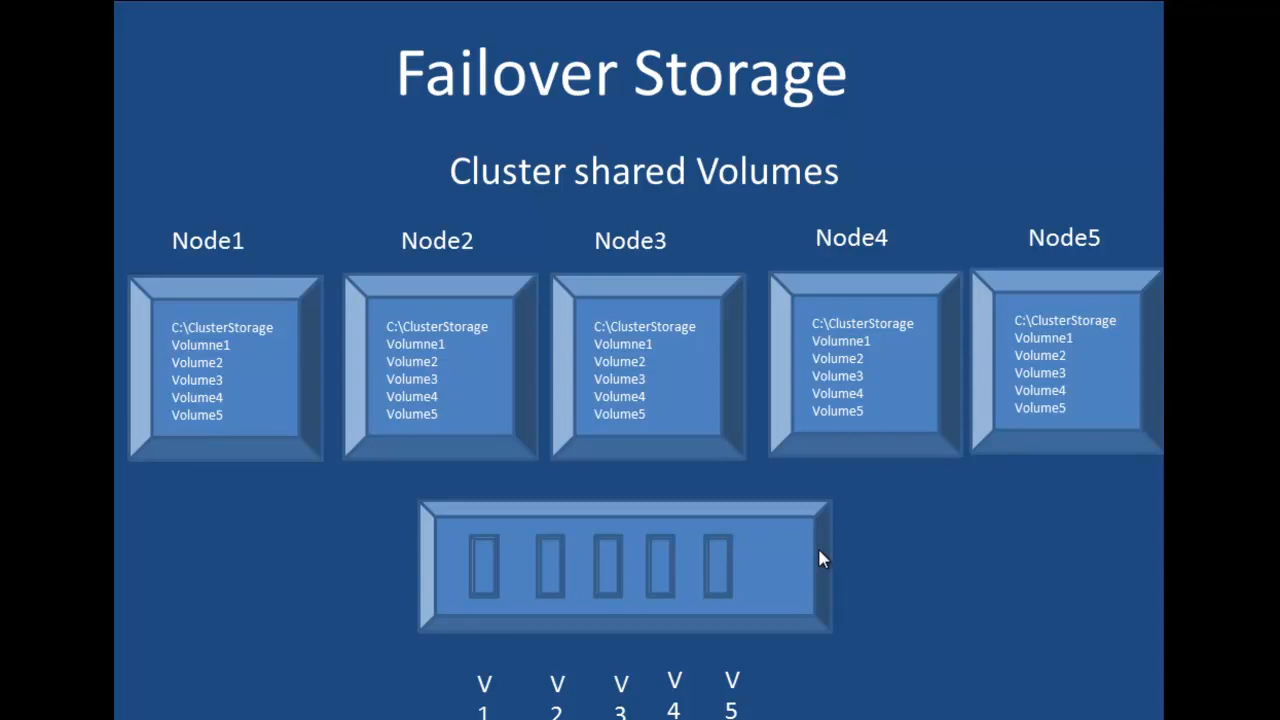 Failover Storage
Cluster shared Volumes
Node1
Node2
Node3
Node4
Node5
C:\ClusterStorage
Volumne1
Volume2
Volume3
Volume4
Volume5
C:\ClusterStorage
Volumne1
Volume2
Volume3
Volume4
Volume5
C:\ClusterStorage
Volumne1
Volume2
Volume3
Volume4
Volume5
C:\ClusterStorage
Volumne1
Volume2
Volume3
Volume4
Volume5
C:\ClusterStorage
Volumne1
Volume2
Volume3
Volume4
Volume5
V
1
V
2
V
3
V
4
V
5